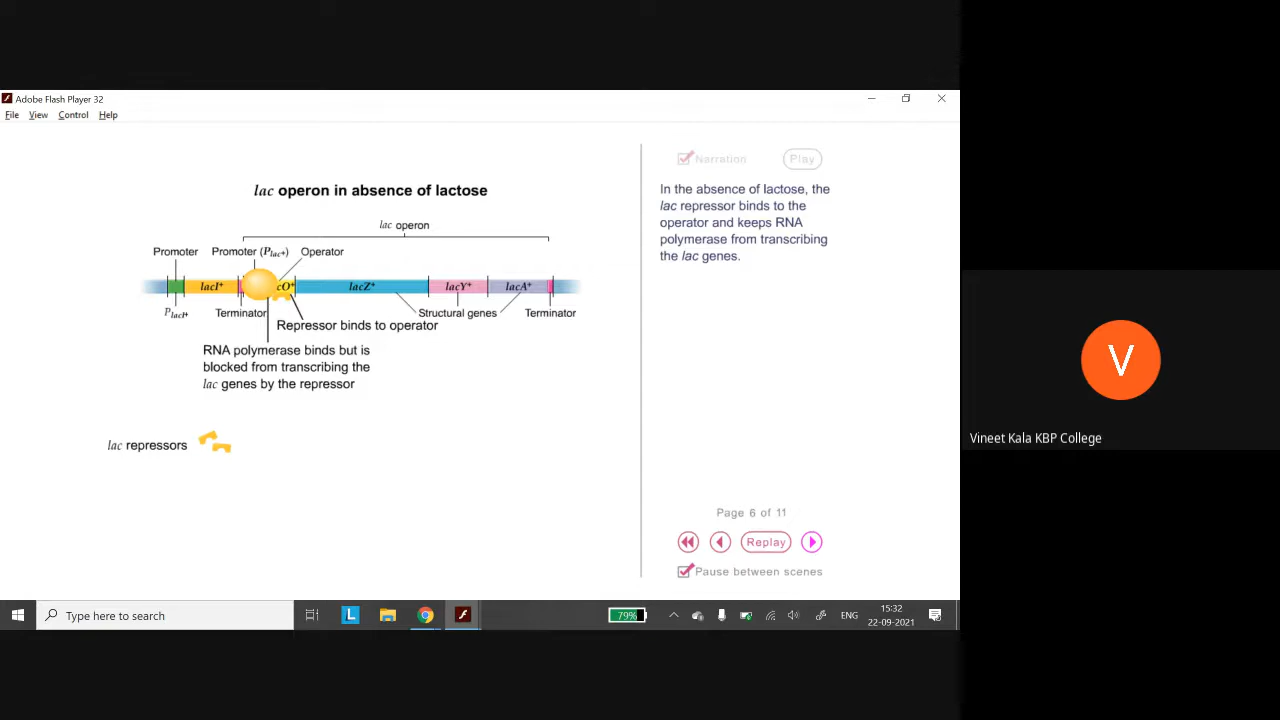 Adobe Flash Player 32
File View Control Help
lac operon in absence of lactose
lac operon
Promoter Promoter (Plac+) Operator
lacI+ cO+ lacZ+ lacY+ lacA+
PlacI+ Terminator Structural genes Terminator
Repressor binds to operator
RNA polymerase binds but is
blocked from transcribing the
lac genes by the repressor
lac repressors
Narration Play
In the absence of lactose, the
lac repressor binds to the
operator and keeps RNA
polymerase from transcribing
the lac genes.
Page 6 of 11
Replay
Pause between scenes
V
Vineet Kala KBP College
Type here to search
L
79%
ENG
15:32
22-09-2021